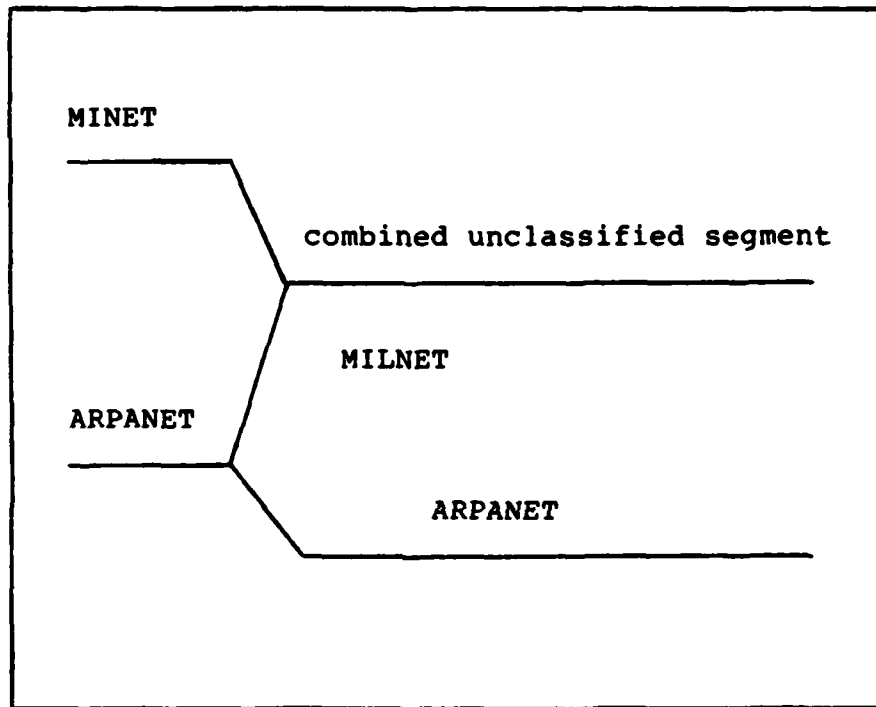 MINET
combined unclassified segment
MILNET
ARPANET
ARPANET